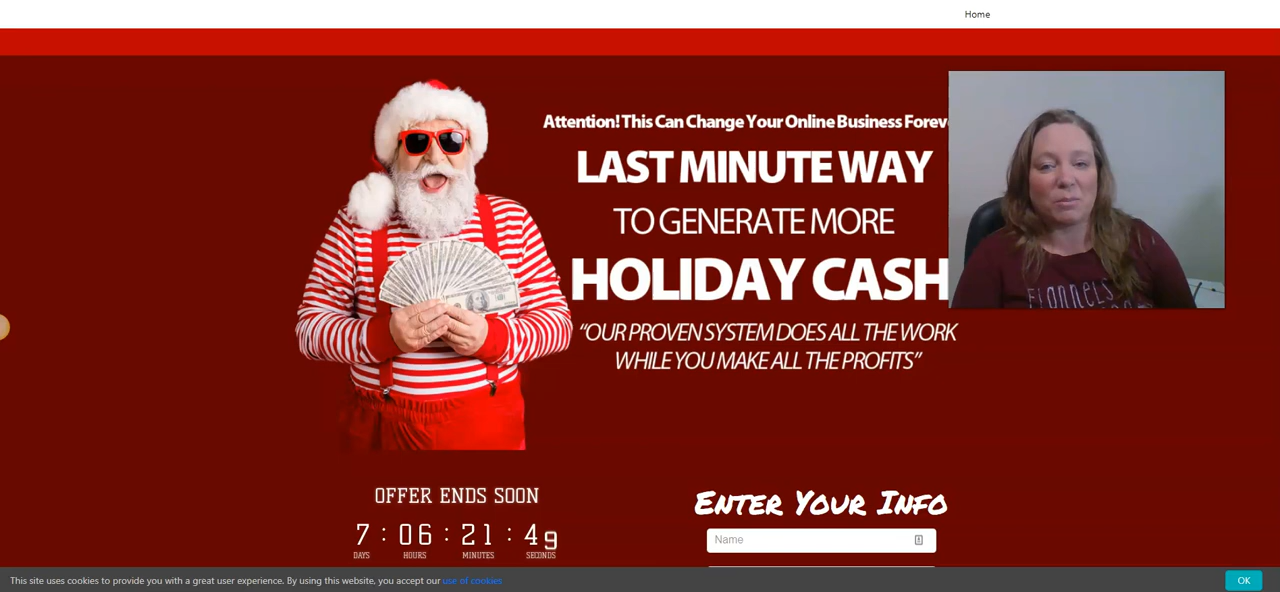 Home
Attention! This Can Change Your Online Business
LAST MINUTE WAY
TO GENERATE MORE
HOLIDAY CASH
“OUR PROVEN SYSTEM DOES ALL THE WORK
WHILE YOU MAKE ALL THE PROFITS”
flannels
OFFER ENDS SOON
7 : 06 : 21 : 49
DAYS HOURS MINUTES SECONDS
ENTER YOUR INFO
Name
This site uses cookies to provide you with a great user experience. By using this website, you accept our use of cookies
OK